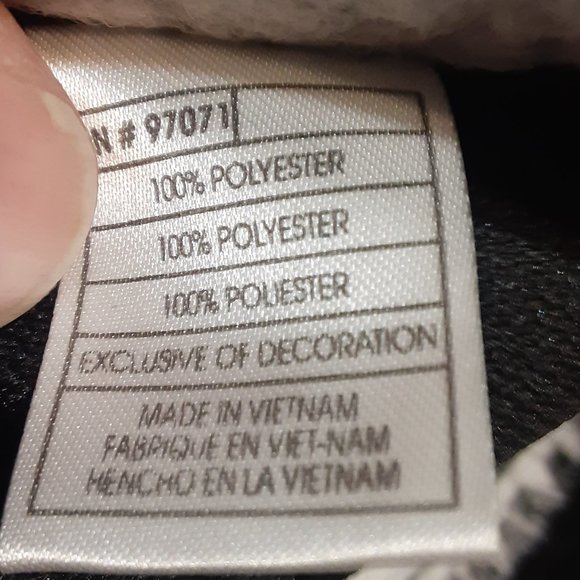 N # 97071
100% POLYESTER
100% POLYESTER
100% POLIESTER
EXCLUSIVE OF DECORATION
MADE IN VIETNAM
FABRIQUE EN VIET-NAM
HENCHO EN LA VIETNAM